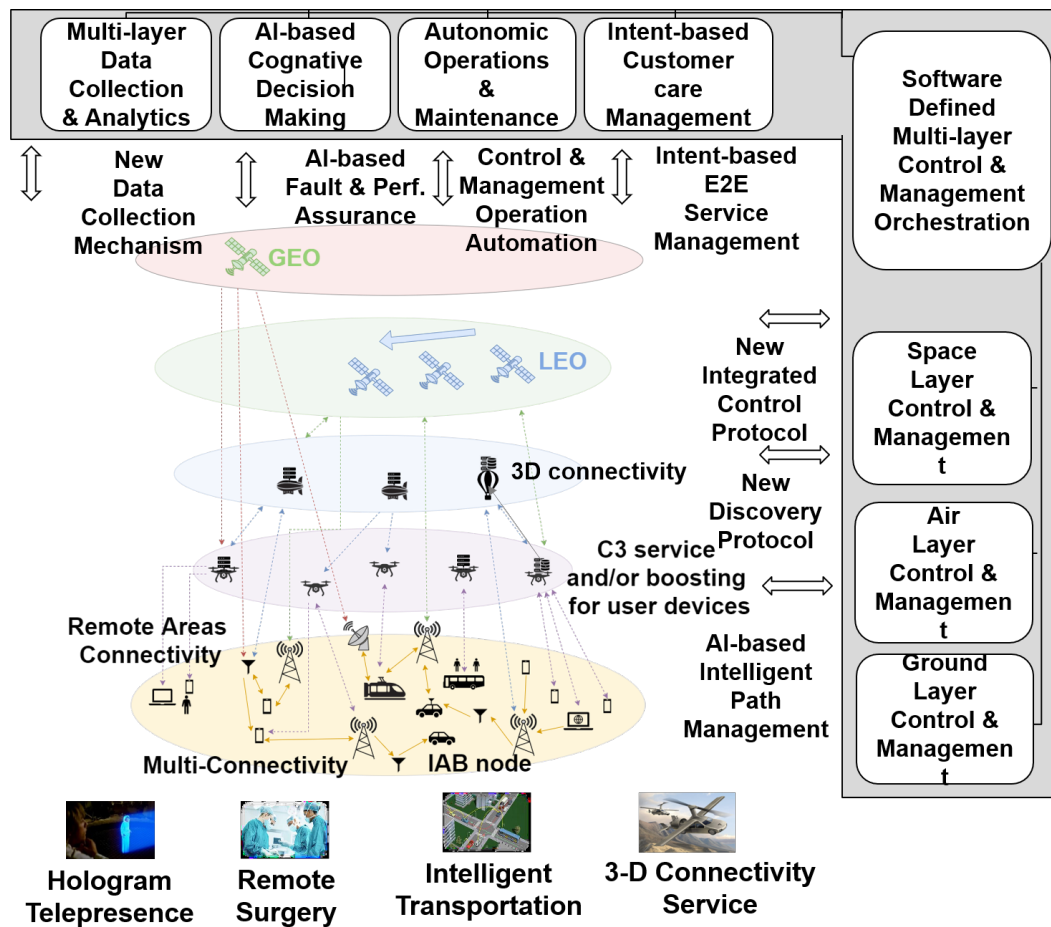 Multi-layer
Data
Collection
& Analytics
AI-based
Cognative
Decision
Making
Autonomic
Operations
&
Maintenance
Intent-based
Customer
care
Management
Software
Defined
Multi-layer
Control &
Management
Orchestration
New
Data
Collection
Mechanism
AI-based
Fault & Perf.
Assurance
Control &
Management
Operation
Automation
Intent-based
E2E
Service
Management
GEO
LEO
New
Integrated
Control
Protocol
Space
Layer
Control &
Managemen
t
3D connectivity
New
Discovery
Protocol
Air
Layer
Control &
Managemen
t
C3 service
and/or boosting
for user devices
Remote Areas
Connectivity
AI-based
Intelligent
Path
Management
Ground
Layer
Control &
Managemen
t
Multi-Connectivity
IAB node
Hologram
Telepresence
Remote
Surgery
Intelligent
Transportation
3-D Connectivity
Service